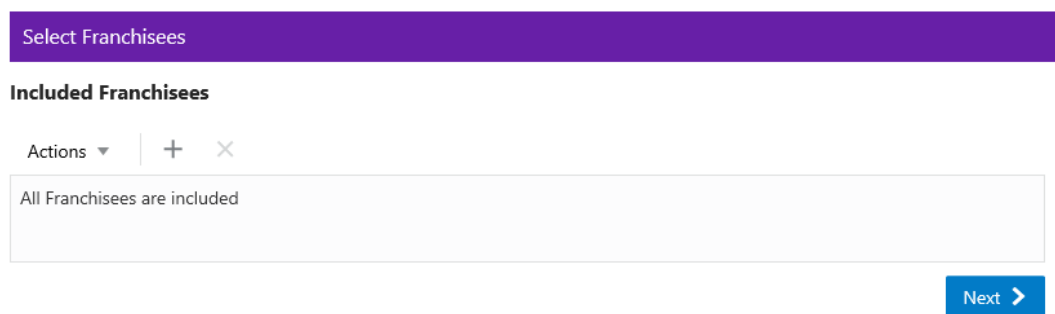 Select Franchisees
Included Franchisees
Actions
All Franchisees are included
Next